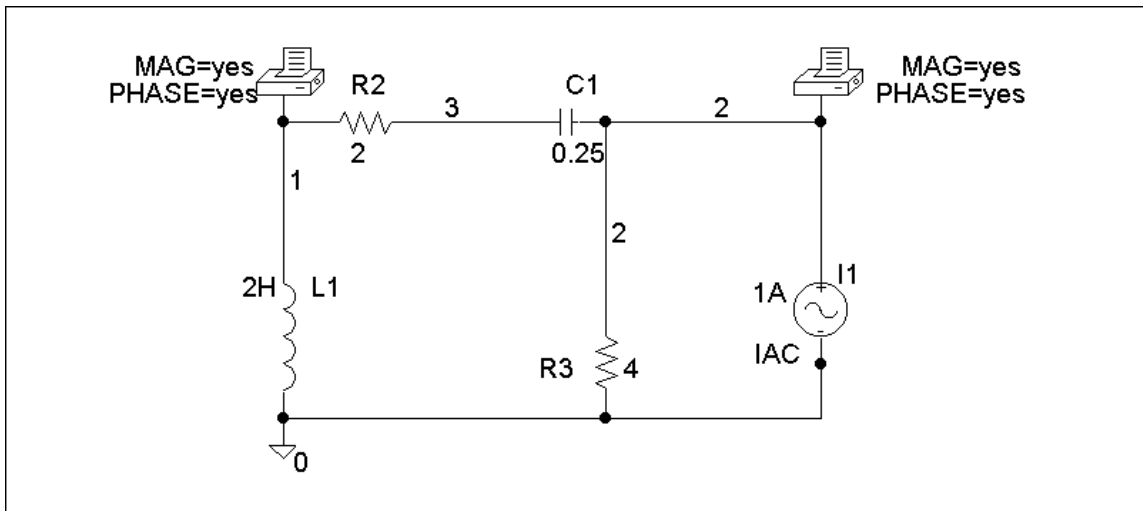 MAG=yes
PHASE=yes
R2
3
C1
2
MAG=yes
PHASE=yes
2
0.25
1
2
2H
L1
1A
I1
IAC
R3
4
0